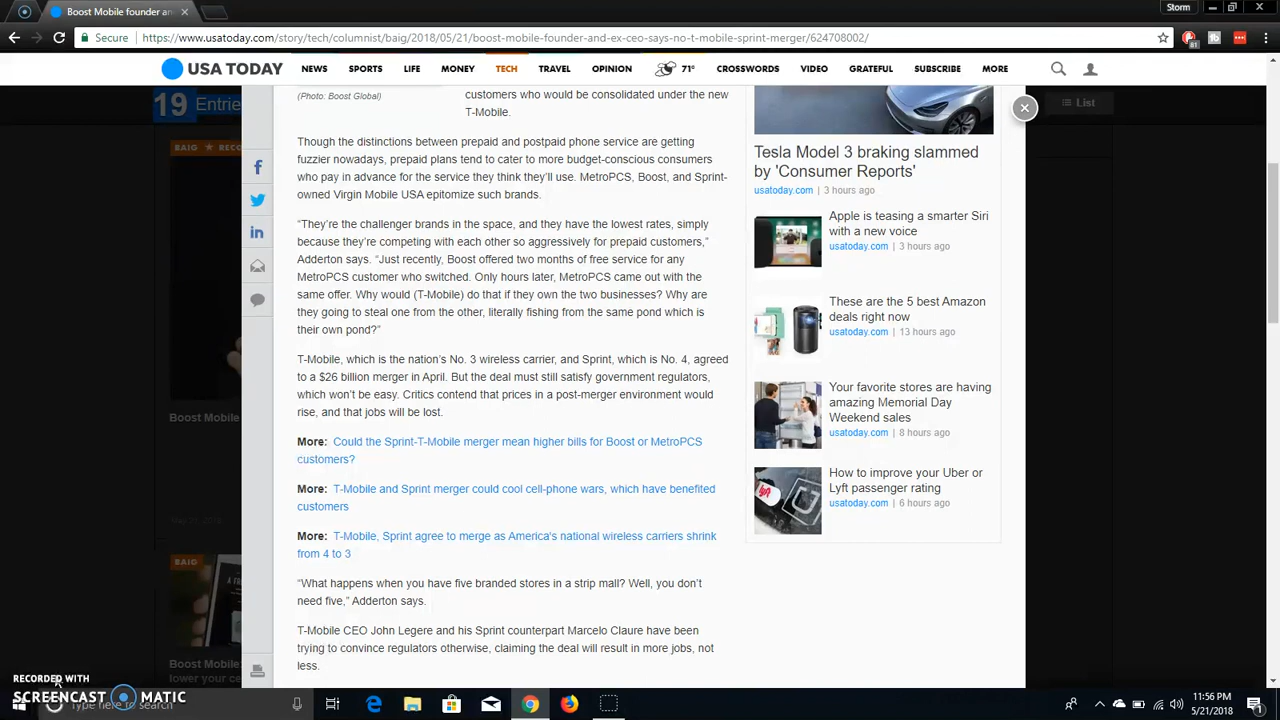 Boost Mobile founder an
Storm
Secure
https://www.usatoday.com/story/tech/columnist/baig/2018/05/21/boost-mobile-founder-and-ex-ceo-says-no-t-mobile-sprint-merger/624708002/
81
USA TODAY
NEWS SPORTS LIFE MONEY TECH TRAVEL OPINION 71° CROSSWORDS VIDEO GRATEFUL SUBSCRIBE MORE
19 Entrie
List
(Photo: Boost Global)
customers who would be consolidated under the new
T-Mobile.
Though the distinctions between prepaid and postpaid phone service are getting
fuzzier nowadays, prepaid plans tend to cater to more budget-conscious consumers
who pay in advance for the service they think they'll use. MetroPCS, Boost, and Sprint-
owned Virgin Mobile USA epitomize such brands.
“They're the challenger brands in the space, and they have the lowest rates, simply
because they're competing with each other so aggressively for prepaid customers,”
Adderton says. “Just recently, Boost offered two months of free service for any
MetroPCS customer who switched. Only hours later, MetroPCS came out with the
same offer. Why would (T-Mobile) do that if they own the two businesses? Why are
they going to steal one from the other, literally fishing from the same pond which is
their own pond?”
T-Mobile, which is the nation's No. 3 wireless carrier, and Sprint, which is No. 4, agreed
to a $26 billion merger in April. But the deal must still satisfy government regulators,
which won't be easy. Critics contend that prices in a post-merger environment would
rise, and that jobs will be lost.
More: Could the Sprint-T-Mobile merger mean higher bills for Boost or MetroPCS
customers?
More: T-Mobile and Sprint merger could cool cell-phone wars, which have benefited
customers
More: T-Mobile, Sprint agree to merge as America's national wireless carriers shrink
from 4 to 3
“What happens when you have five branded stores in a strip mall? Well, you don't
need five,” Adderton says.
T-Mobile CEO John Legere and his Sprint counterpart Marcelo Claure have been
trying to convince regulators otherwise, claiming the deal will result in more jobs, not
less.
Tesla Model 3 braking slammed
by 'Consumer Reports'
usatoday.com | 3 hours ago
Apple is teasing a smarter Siri
with a new voice
usatoday.com | 3 hours ago
These are the 5 best Amazon
deals right now
usatoday.com | 13 hours ago
Your favorite stores are having
amazing Memorial Day
Weekend sales
usatoday.com | 8 hours ago
How to improve your Uber or
Lyft passenger rating
usatoday.com | 6 hours ago
BAIG ★ RECO
Boost Mobile
May 21, 2018
BAIG
Boost Mobile
lower your ce
RECORDED WITH
SCREENCAST MATIC
Type here to search
11:56 PM
5/21/2018